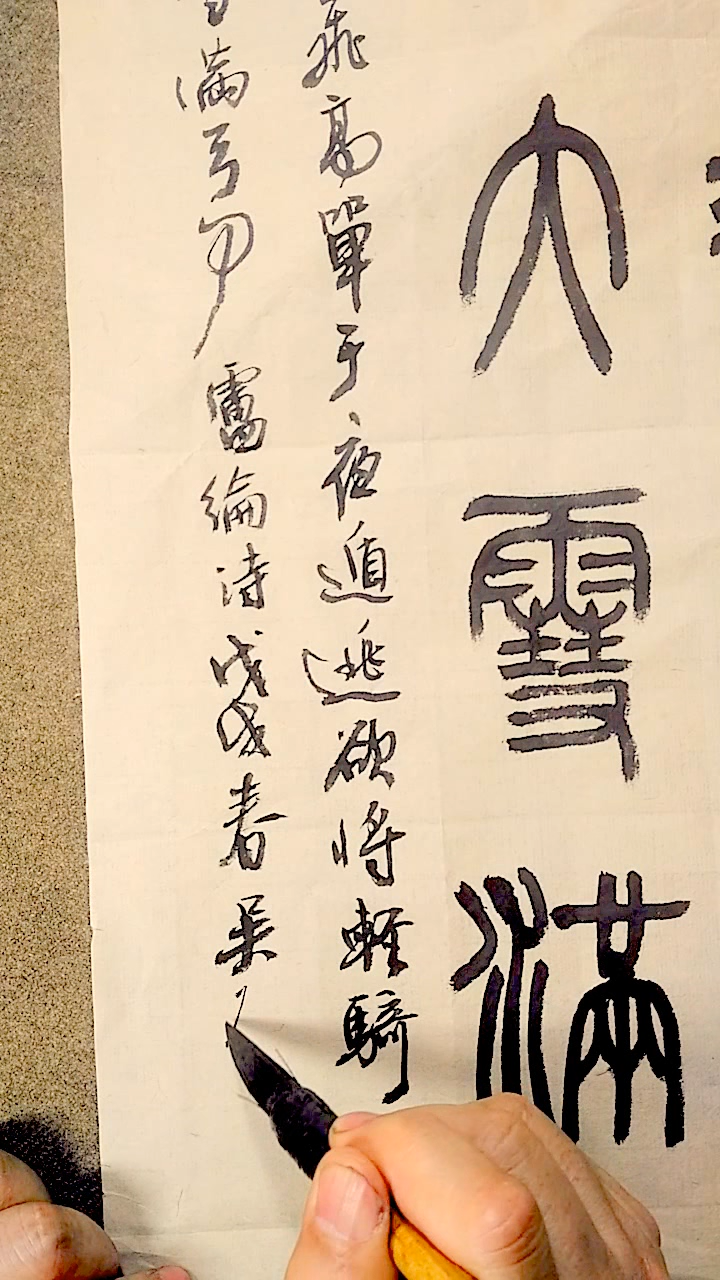 大雪滿
飛高單于夜遁逃欲將輕騎
滿弓刀 盧綸詩戊戌春吴